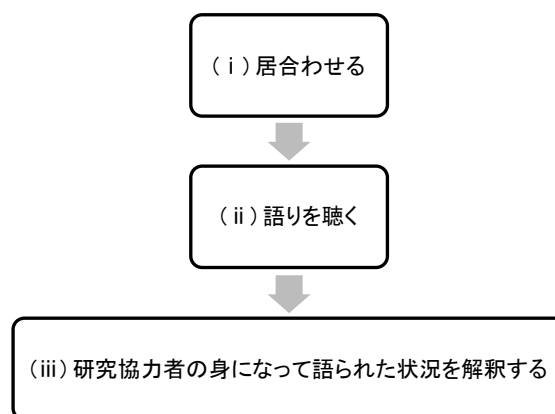 （ⅰ）居合わせる
（ⅱ）語りを聴く
（ⅲ）研究協力者の身になって語られた状況を解釈する